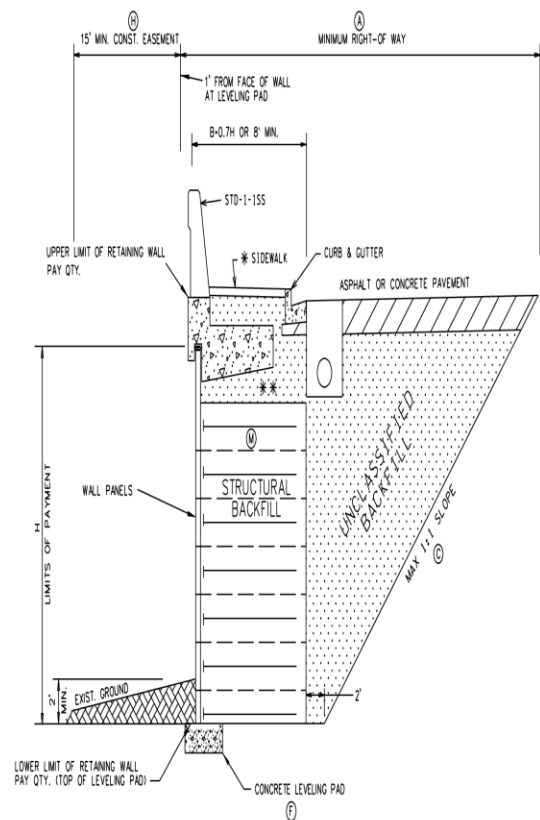 Ⓗ
15' MIN. CONST. EASEMENT
Ⓐ
MINIMUM RIGHT-OF WAY
1' FROM FACE OF WALL
AT LEVELING PAD
B=0.7H OR 8' MIN.
STD-1-1SS
UPPER LIMIT OF RETAINING WALL
PAY QTY.
* SIDEWALK
CURB & GUTTER
ASPHALT OR CONCRETE PAVEMENT
**
Ⓜ
STRUCTURAL
BACKFILL
UNCLASSIFIED
BACKFILL
MAX 1:1 SLOPE
Ⓒ
WALL PANELS
H
LIMITS OF PAYMENT
2'
MIN.
EXIST. GROUND
2'
LOWER LIMIT OF RETAINING WALL
PAY QTY. (TOP OF LEVELING PAD)
CONCRETE LEVELING PAD
Ⓕ